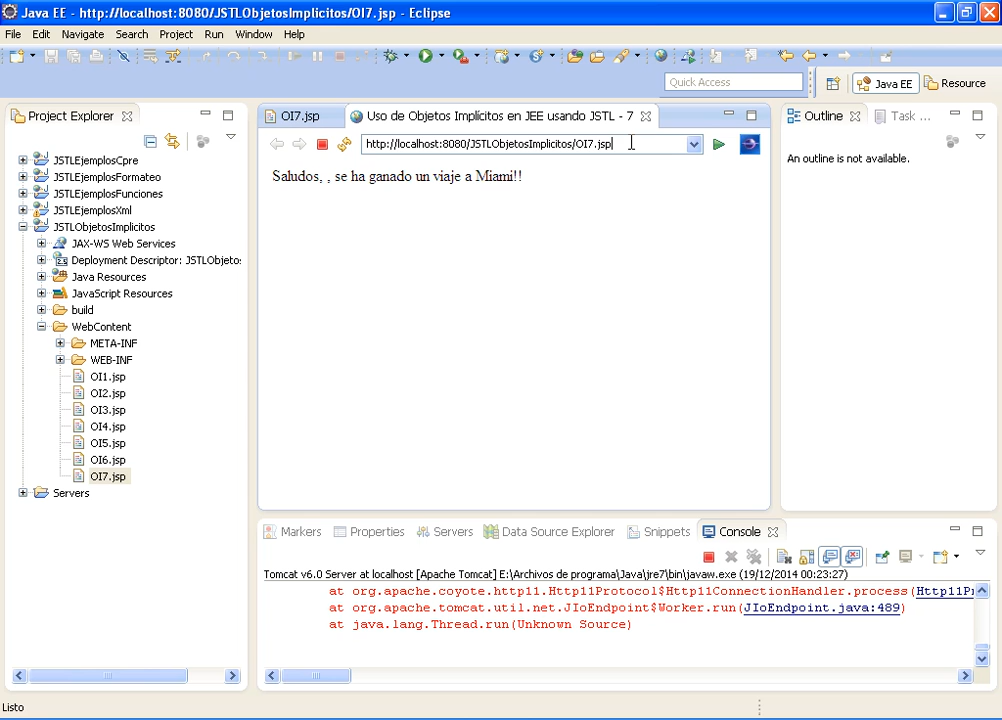 Java EE - http://localhost:8080/JSTLObjetosImplicitos/OI7.jsp - Eclipse
File Edit Navigate Search Project Run Window Help
Quick Access
Java EE
Resource
Project Explorer
JSTLEjemplosCpre
JSTLEjemplosFormateo
JSTLEjemplosFunciones
JSTLEjemplosXml
JSTLObjetosImplicitos
JAX-WS Web Services
Deployment Descriptor: JSTLObjeto:
Java Resources
JavaScript Resources
build
WebContent
META-INF
WEB-INF
OI1.jsp
OI2.jsp
OI3.jsp
OI4.jsp
OI5.jsp
OI6.jsp
OI7.jsp
Servers
OI7.jsp
Uso de Objetos Implícitos en JEE usando JSTL - 7
http://localhost:8080/JSTLObjetosImplicitos/OI7.jsp
Saludos, , se ha ganado un viaje a Miami!!
Outline
Task ...
An outline is not available.
Markers Properties Servers Data Source Explorer Snippets Console
Tomcat v6.0 Server at localhost [Apache Tomcat] E:\Archivos de programa\Java\jre7\bin\javaw.exe (19/12/2014 00:23:27)
at org.apache.coyote.http11.Http11Protocol$Http11ConnectionHandler.process(Http11P
at org.apache.tomcat.util.net.JIoEndpoint$Worker.run(JIoEndpoint.java:489)
at java.lang.Thread.run(Unknown Source)
Listo